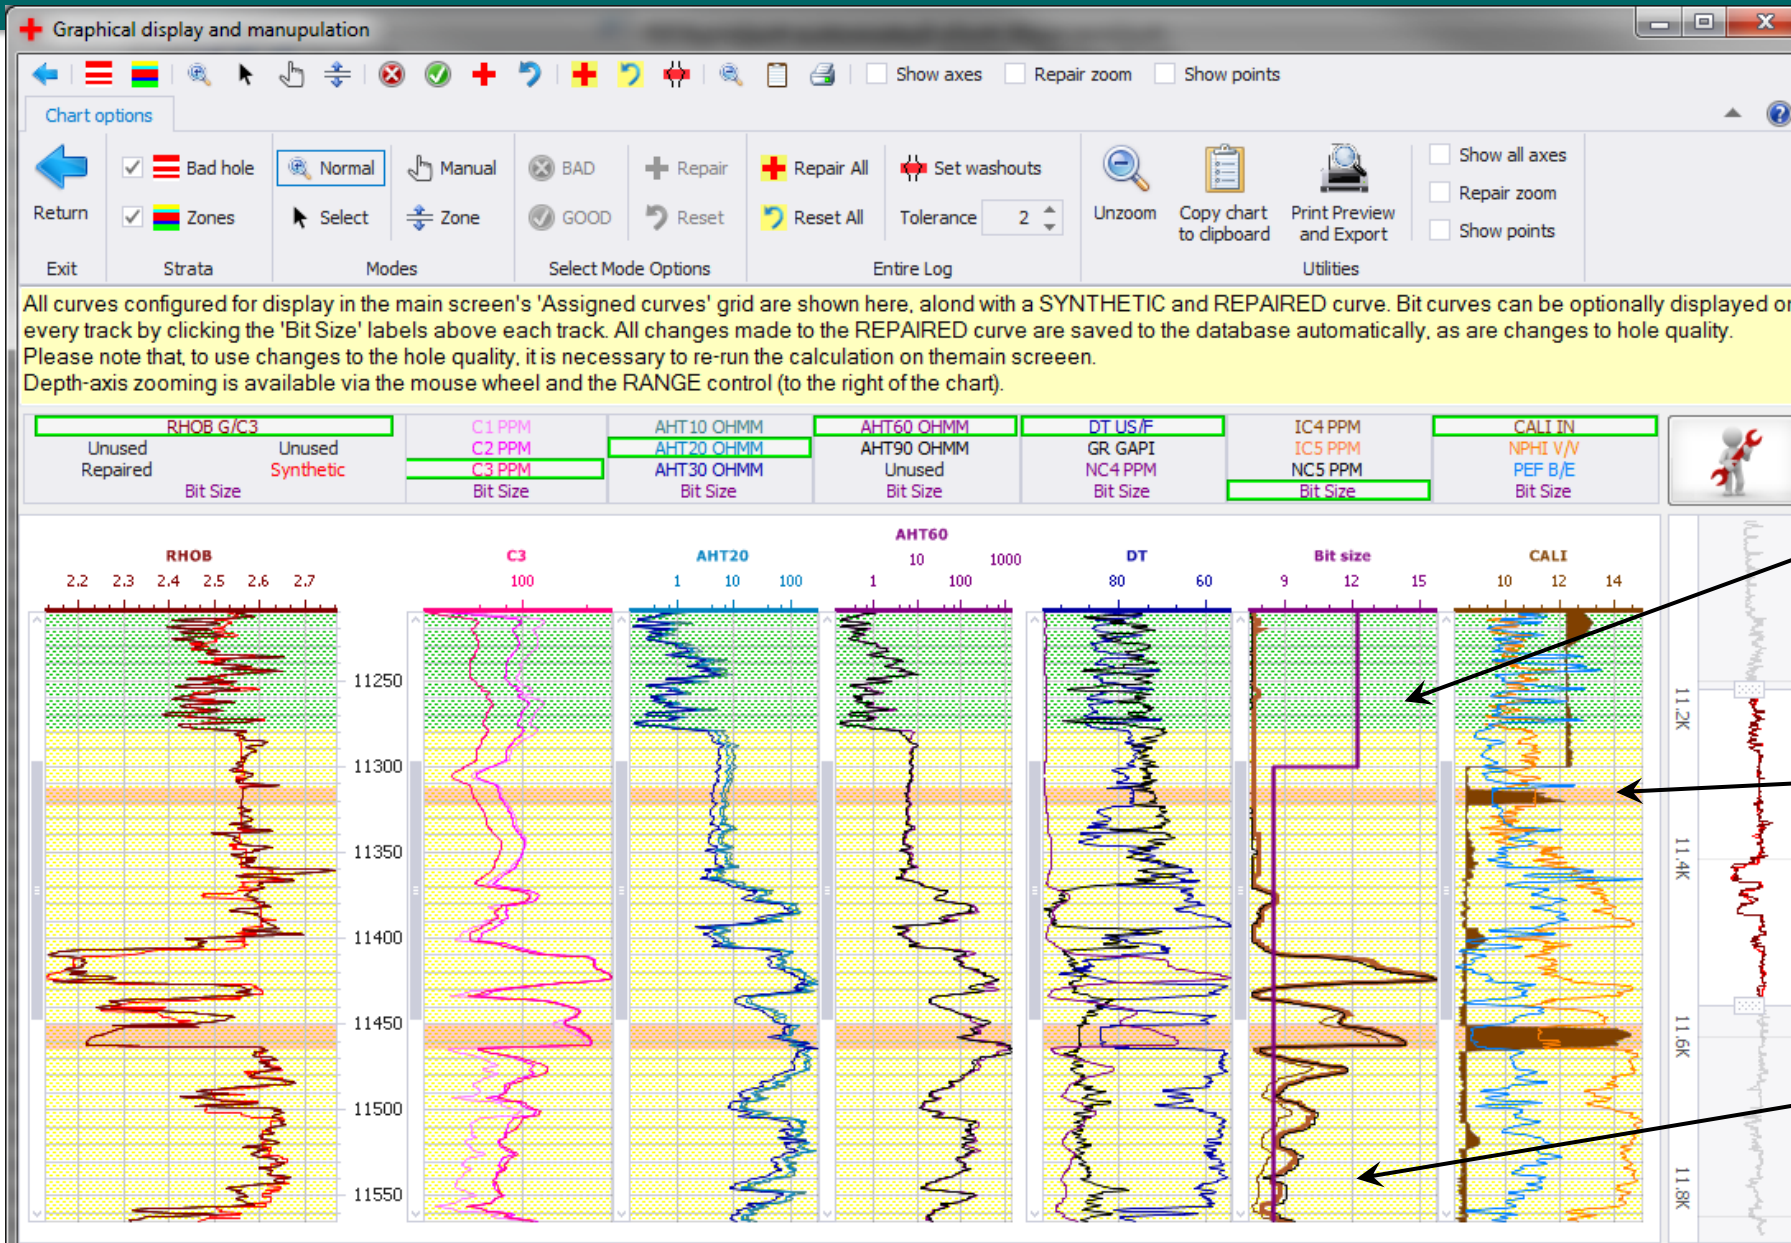 Graphical display and manupulation
Show axes Repair zoom Show points
Chart options
Return
Exit
Bad hole
Zones
Strata
Normal Manual
Select Zone
Modes
BAD Repair
GOOD Reset
Select Mode Options
Repair All Set washouts
Reset All Tolerance 2
Entire Log
Unzoom
Copy chart
to clipboard
Print Preview
and Export
Show all axes
Repair zoom
Show points
Utilities
All curves configured for display in the main screen's 'Assigned curves' grid are shown here, alond with a SYNTHETIC and REPAIRED curve. Bit curves can be optionally displayed on
every track by clicking the 'Bit Size' labels above each track. All changes made to the REPAIRED curve are saved to the database automatically, as are changes to hole quality.
Please note that, to use changes to the hole quality, it is necessary to re-run the calculation on themain screeen.
Depth-axis zooming is available via the mouse wheel and the RANGE control (to the right of the chart).
RHOB G/C3 C1 PPM AHT10 OHMM AHT60 OHMM DT US/F IC4 PPM CALI IN
Unused Unused C2 PPM AHT20 OHMM AHT90 OHMM GR GAPI IC5 PPM NPHI V/V
Repaired Synthetic C3 PPM AHT30 OHMM Unused NC4 PPM NC5 PPM PEF B/E
Bit Size Bit Size Bit Size Bit Size Bit Size Bit Size Bit Size
RHOB C3 AHT20 AHT60 DT Bit size CALI
10 1000
2.2 2.3 2.4 2.5 2.6 2.7 100 1 10 100 1 100 80 60 9 12 15 10 12 14
11250
11300
11350
11400
11450
11500
11550
11.2K
11.4K
11.6K
11.8K